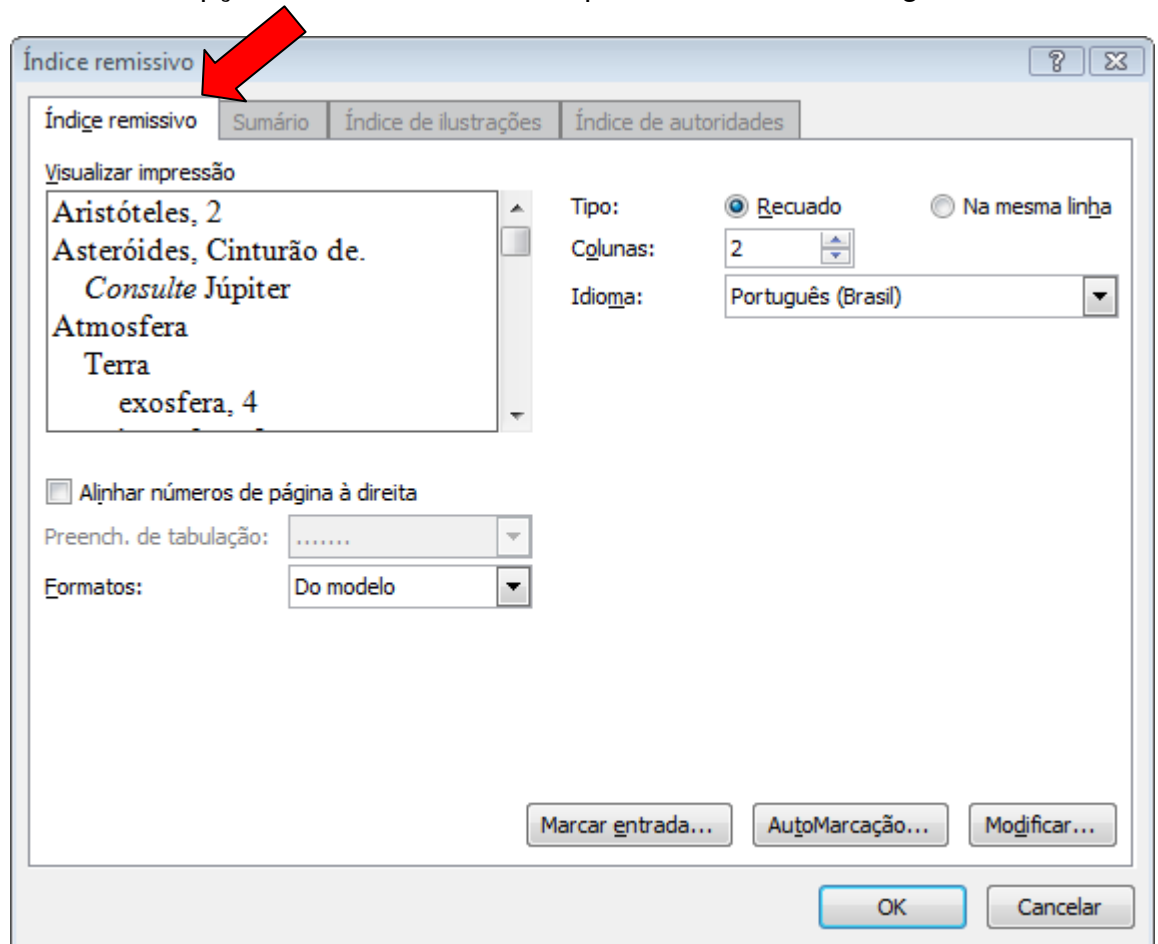 Índice remissivo
Índice remissivo Sumário Índice de ilustrações Índice de autoridades
Visualizar impressão
Aristóteles, 2
Asteróides, Cinturão de.
Consulte Júpiter
Atmosfera
Terra
exosfera, 4
Tipo: Recuado Na mesma linha
Colunas: 2
Idioma: Português (Brasil)
Alinhar números de página à direita
Preench. de tabulação: .......
Formatos: Do modelo
Marcar entrada... AutoMarcação... Modificar...
OK Cancelar